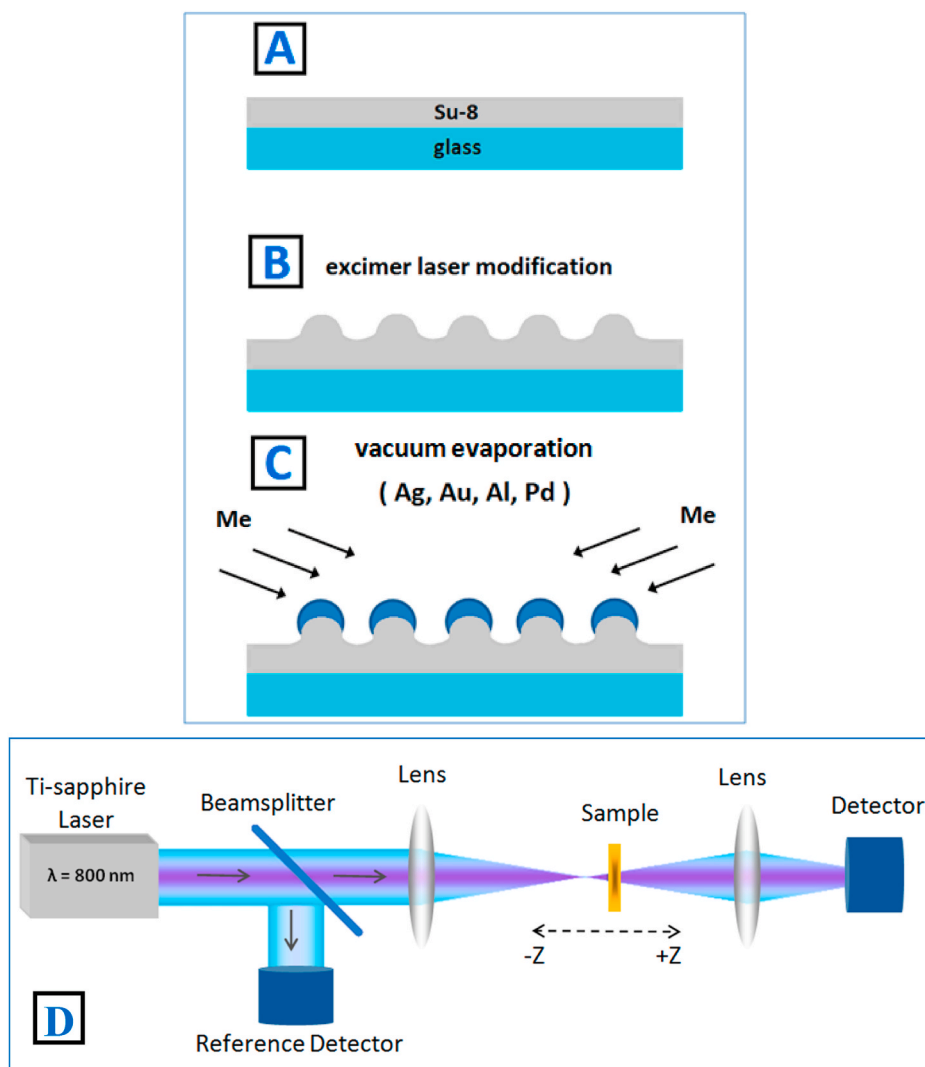 A
Su-8
glass
B
excimer laser modification
C
vacuum evaporation
( Ag, Au, Al, Pd )
Me
Me
Ti-sapphire
Laser
λ = 800 nm
Beamsplitter
Lens
Sample
Lens
Detector
-Z
+Z
D
Reference Detector